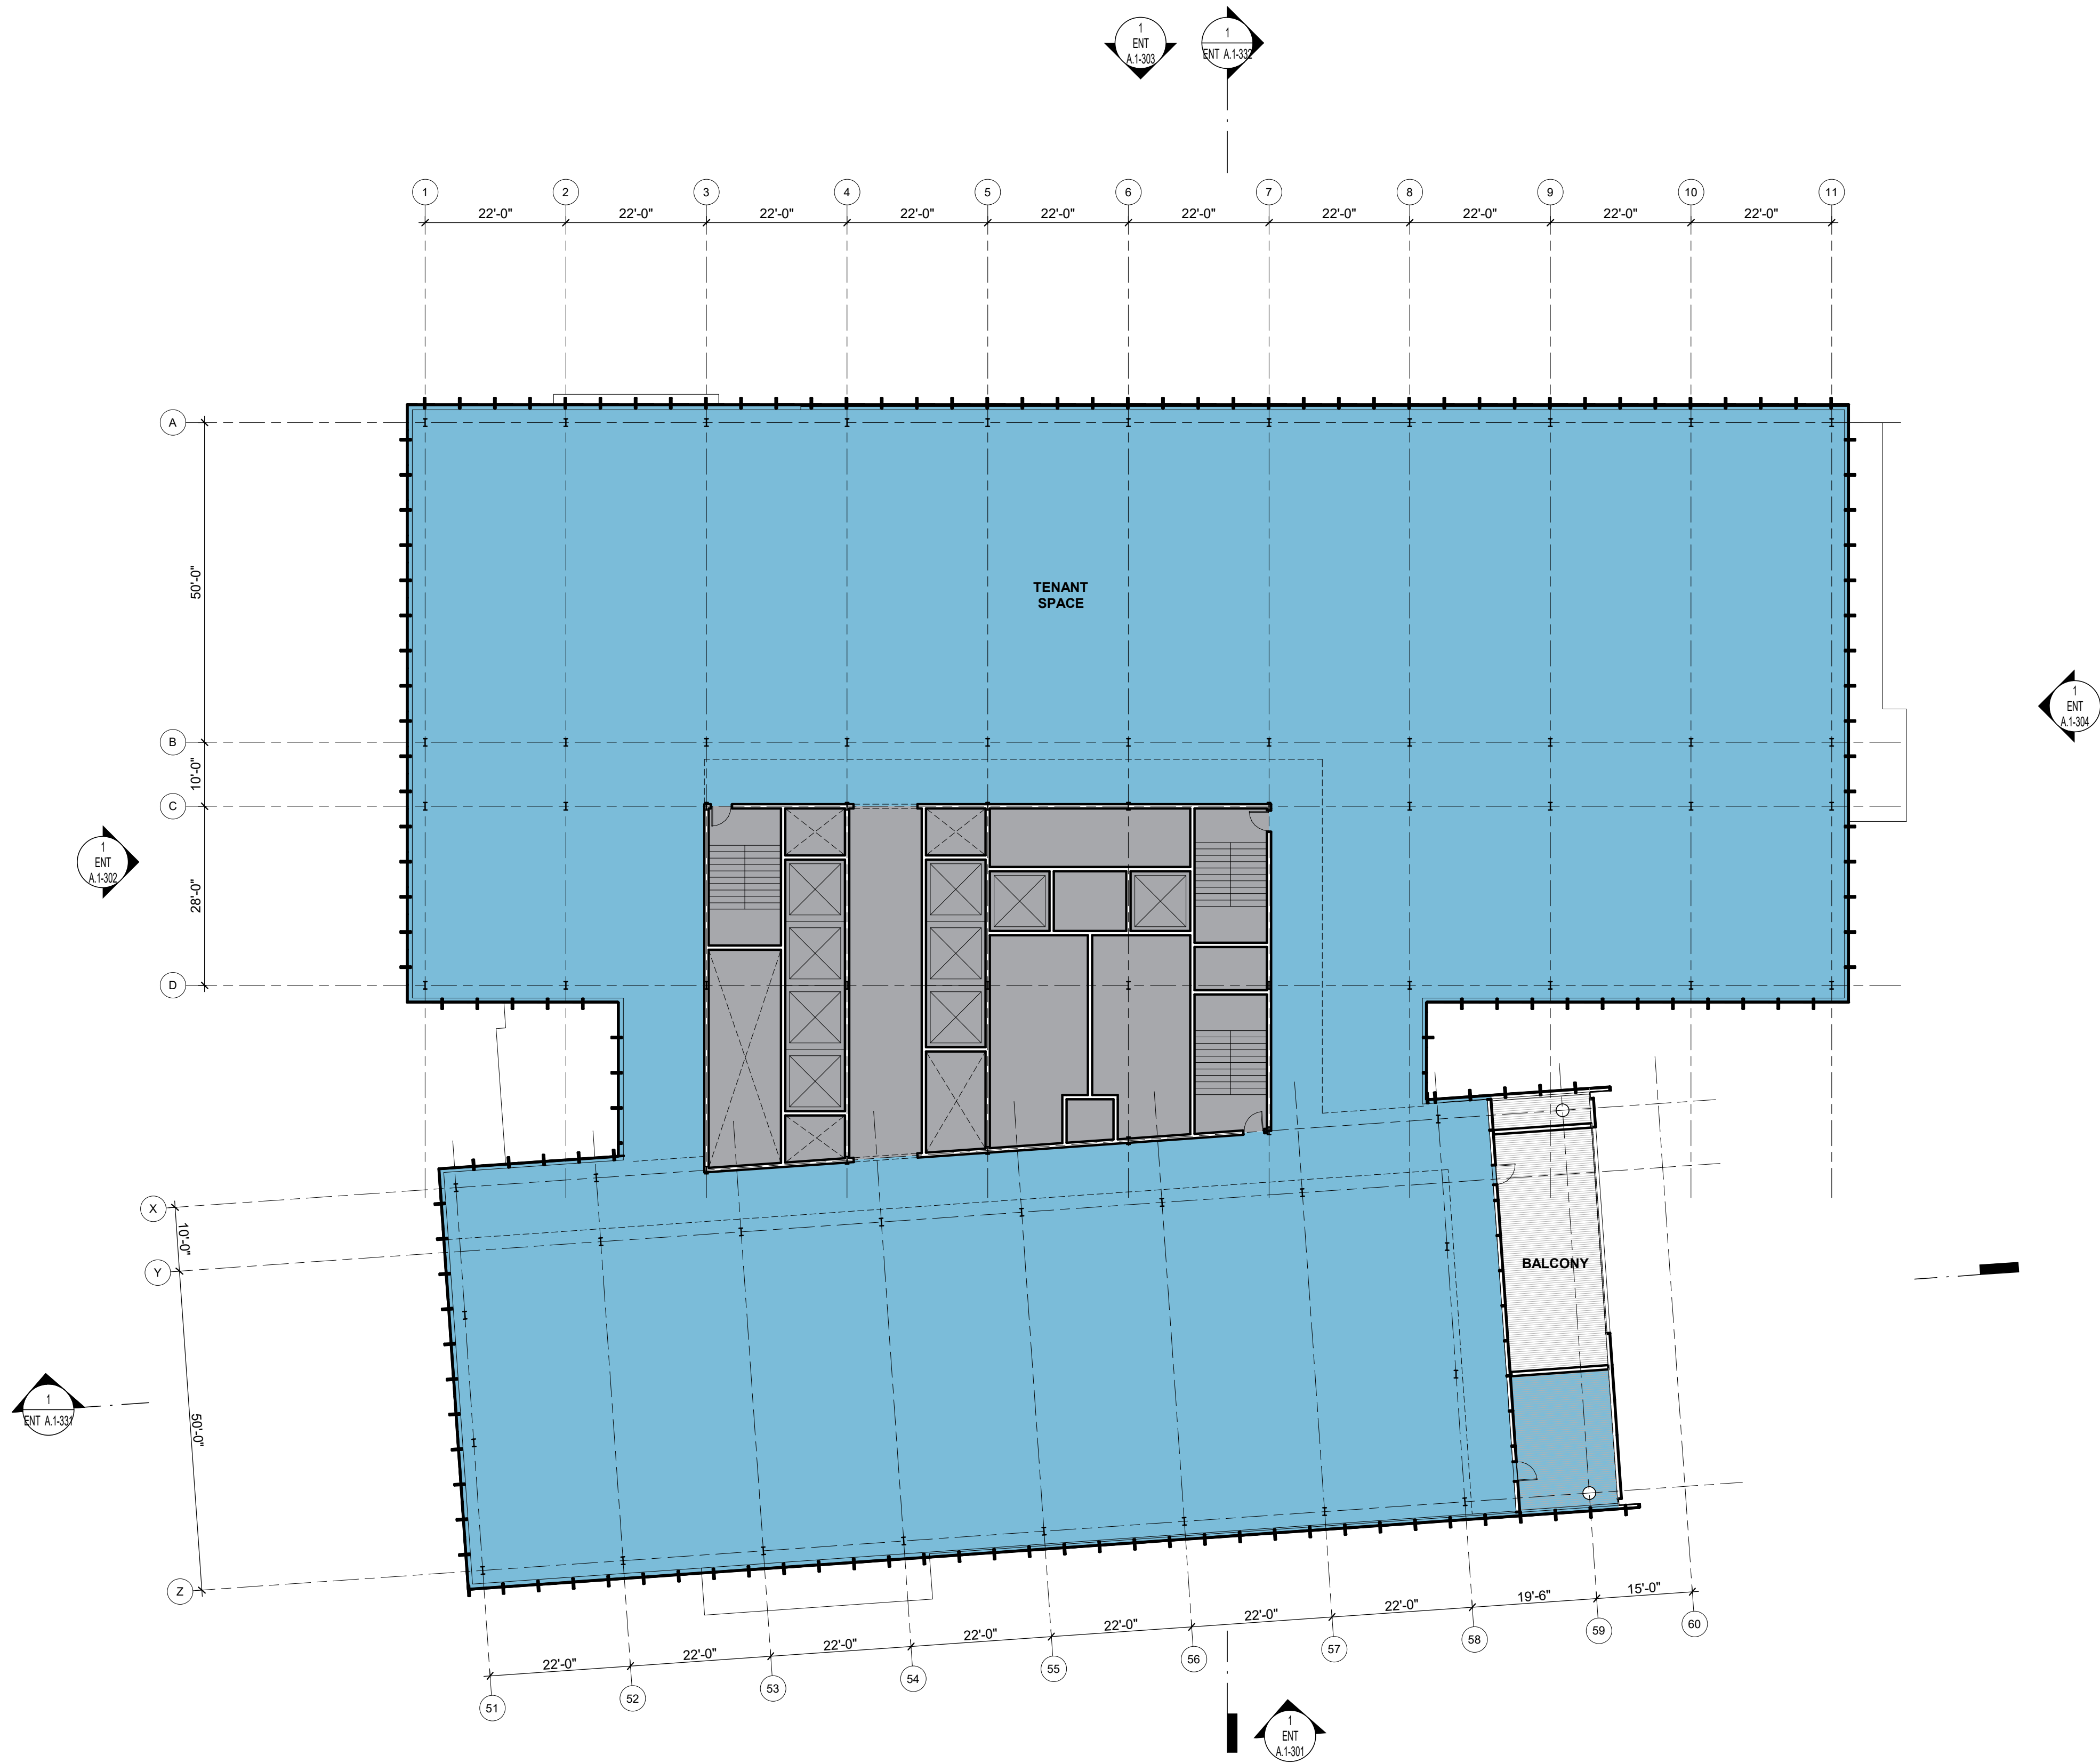 1
ENT
A.1-303
1
ENT A.1-332
1
2
3
4
5
6
7
8
9
10
11
22'-0"
22'-0"
22'-0"
22'-0"
22'-0"
22'-0"
22'-0"
22'-0"
22'-0"
22'-0"
A
50'-0"
TENANT
SPACE
B
10'-0"
C
28'-0"
D
1
ENT
A.1-304
1
ENT
A.1-302
X
10'-0"
Y
50'-0"
Z
BALCONY
1
ENT A.1-331
22'-0"
22'-0"
22'-0"
22'-0"
22'-0"
22'-0"
22'-0"
19'-6"
15'-0"
51
52
53
54
55
56
57
58
59
60
1
ENT
A.1-301